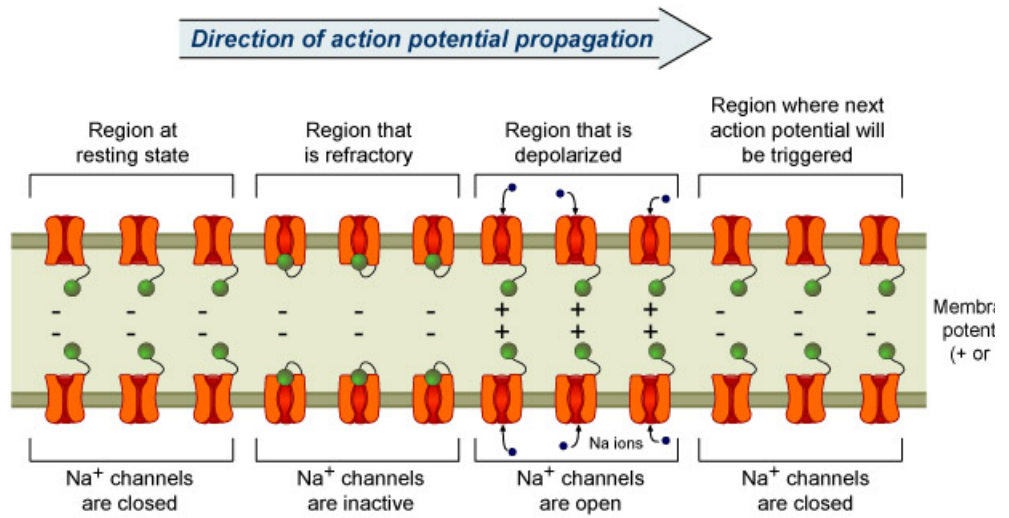 Direction of action potential propagation
Region at
resting state
Region that
is refractory
Region that is
depolarized
Region where next
action potential will
be triggered
- - - - - - + + + - - -
- - - - - - + + + - - -
Membra
potent
(+ or
Na ions
Na+ channels
are closed
Na+ channels
are inactive
Na+ channels
are open
Na+ channels
are closed